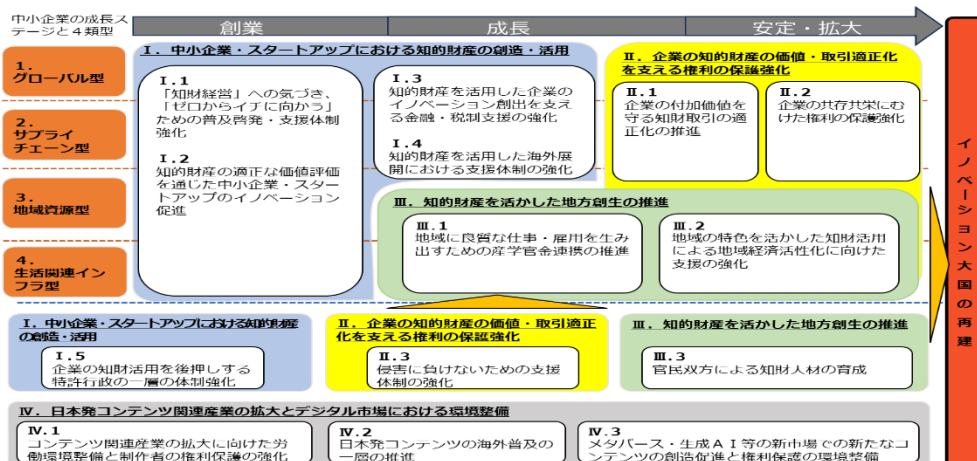 中小企業の成長ス
テージと4類型
創業
成長
安定・拡大
1.
グローバル型
2.
サプライ
チェーン型
3.
地域資源型
4.
生活関連イン
フラ型
Ⅰ. 中小企業・スタートアップにおける知的財産の創造・活用
Ⅰ.1
「知財経営」への気づき、
「ゼロからイチに向かう」
ための普及啓発・支援体制
強化
Ⅰ.2
知的財産の適正な価値評価
を通じた中小企業・スター
トアップのイノベーション
促進
Ⅰ.3
知的財産を活用した企業の
イノベーション創出を支え
る金融・税制支援の強化
Ⅰ.4
知的財産を活用した海外展
開における支援体制の強化
Ⅱ. 企業の知的財産の価値・取引適正化
を支える権利の保護強化
Ⅱ.1
企業の付加価値を
守る知財取引の適
正化の推進
Ⅱ.2
企業の共存共栄にむ
けた権利の保護強化
Ⅲ. 知的財産を活かした地方創生の推進
Ⅲ.1
地域に良質な仕事・雇用を生み
出すための産学官金連携の推進
Ⅲ.2
地域の特色を活かした知財活用
による地域経済活性化に向けた
支援の強化
Ⅰ. 中小企業・スタートアップにおける知的財産
の創造・活用
Ⅰ.5
企業の知財活用を後押しする
特許行政の一層の体制強化
Ⅱ. 企業の知的財産の価値・取引適正
化を支える権利の保護強化
Ⅱ.3
侵害に負けないための支援
体制の強化
Ⅲ. 知的財産を活かした地方創生の推進
Ⅲ.3
官民双方による知財人材の育成
Ⅳ. 日本発コンテンツ関連産業の拡大とデジタル市場における環境整備
Ⅳ.1
コンテンツ関連産業の拡大に向けた労
働環境整備と制作者の権利保護の強化
Ⅳ.2
日本発コンテンツの海外普及の
一層の推進
Ⅳ.3
メタバース・生成AI等の新市場での新たなコ
ンテンツの創造促進と権利保護の環境整備
イノベーション大国の再建